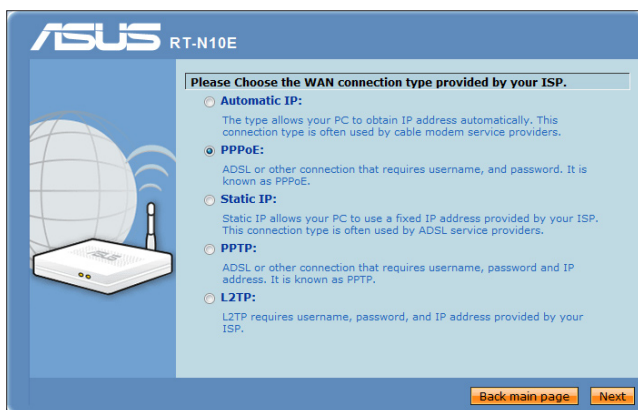 ASUS RT-N10E
Please Choose the WAN connection type provided by your ISP.
Automatic IP:
The type allows your PC to obtain IP address automatically. This
connection type is often used by cable modem service providers.
PPPoE:
ADSL or other connection that requires username, and password. It is
known as PPPoE.
Static IP:
Static IP allows your PC to use a fixed IP address provided by your ISP.
This connection type is often used by ADSL service providers.
PPTP:
ADSL or other connection that requires username, password and IP
address. It is known as PPTP.
L2TP:
L2TP requires username, password, and IP address provided by your
ISP.
ASUS
Back main page Next